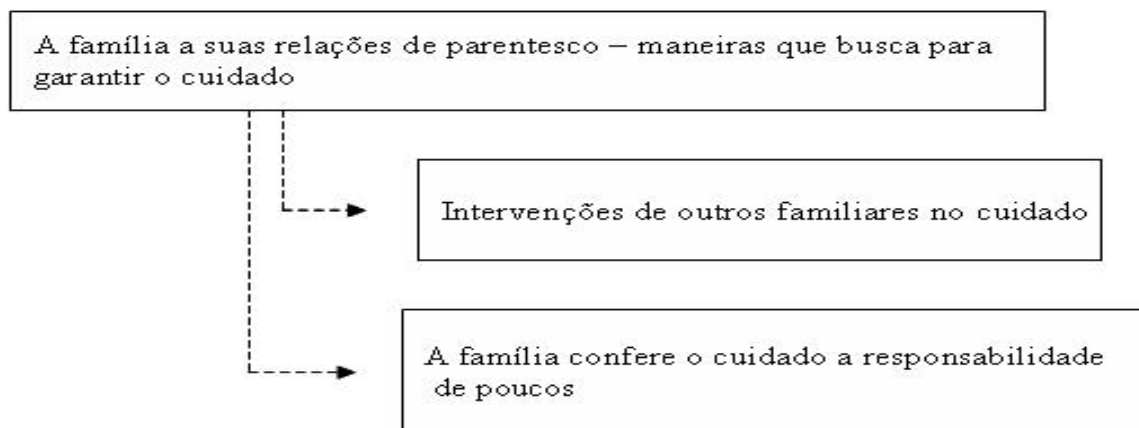 A família a suas relações de parentesco – maneiras que busca para
garantir o cuidado
Intervenções de outros familiares no cuidado
A família confere o cuidado a responsabilidade
de poucos